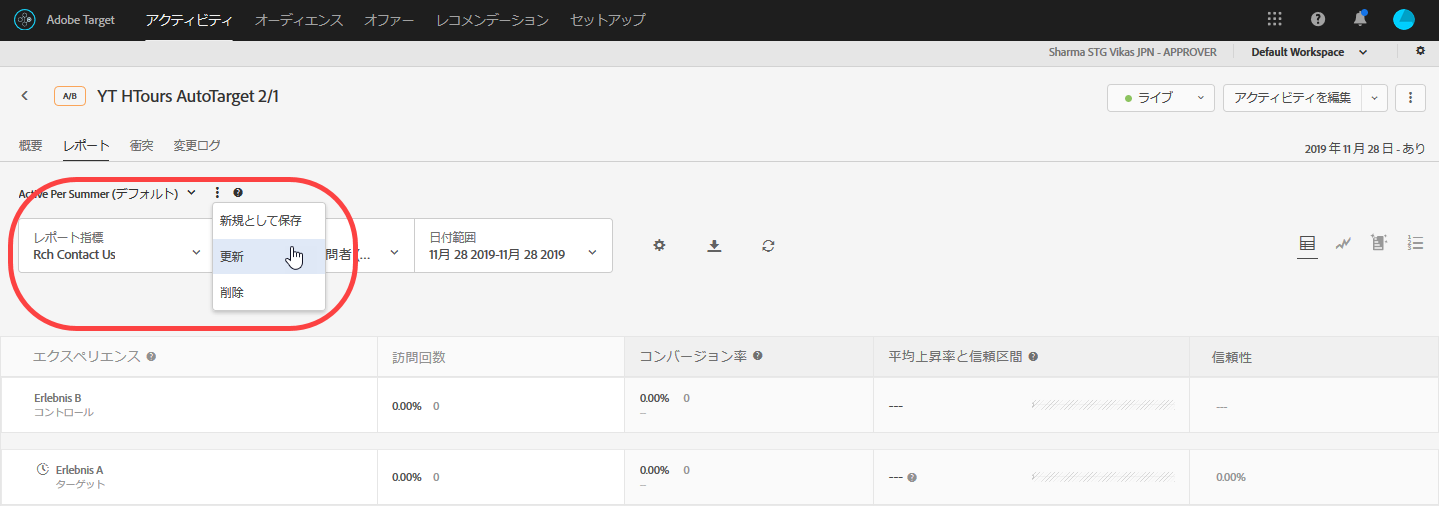 Adobe Target アクティビティ オーディエンス オファー レコメンデーション セットアップ
Sharma STG Vikas JPN - APPROVER Default Workspace
A/B YT HTours AutoTarget 2/1 ライブ アクティビティを編集
概要 レポート 衝突 変更ログ
2019 年 11 月 28 日 - あり
Active Per Summer (デフォルト)
新規として保存
更新
削除
レポート指標
Rch Contact Us
問者 (...
日付範囲
11月 28 2019-11月 28 2019
エクスペリエンス 訪問回数 コンバージョン率 平均上昇率と信頼区間 信頼性
Erlebnis B
コントロール
0.00% 0
0.00% 0
--
---
---
Erlebnis A
ターゲット
0.00% 0
0.00% 0
--
---
0.00%